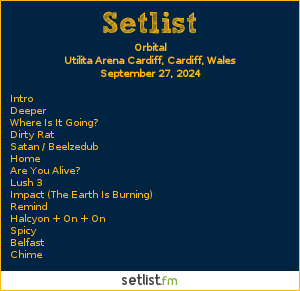 Setlist
Orbital
Utilita Arena Cardiff, Cardiff, Wales
September 27, 2024
Intro
Deeper
Where Is It Going?
Dirty Rat
Satan / Beelzedub
Home
Are You Alive?
Lush 3
Impact (The Earth Is Burning)
Remind
Halcyon + On + On
Spicy
Belfast
Chime
setlist.fm